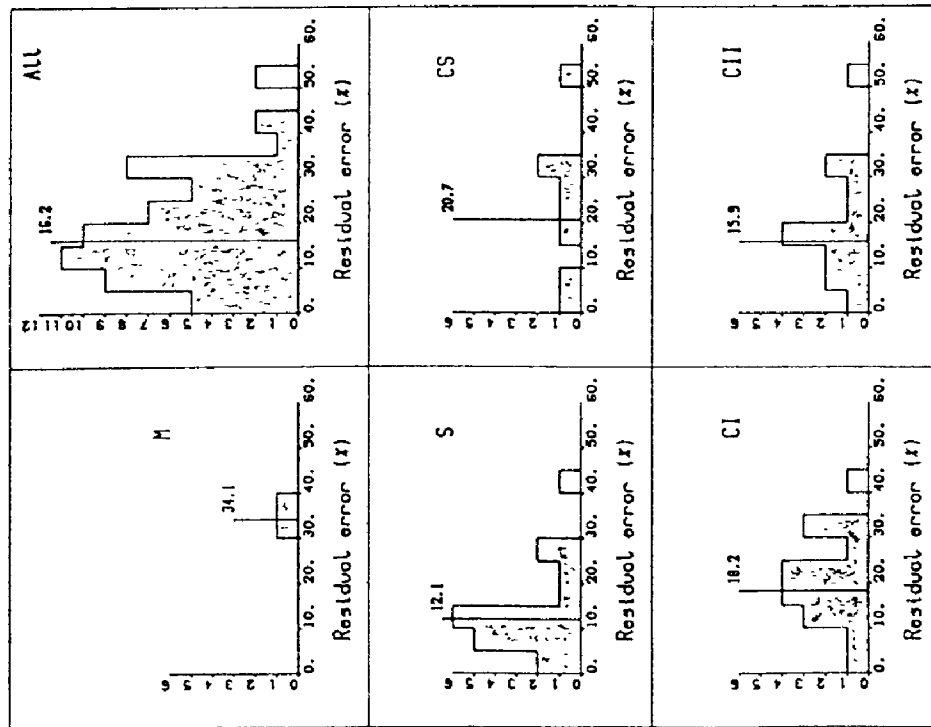 M
34.1
0 1 2 3 4 5 6
0. 10. 20. 30. 40. 50. 60.
Residual error (%)
All
16.2
0 1 2 3 4 5 6 7 8 9 10 11 12
0. 10. 20. 30. 40. 50. 60.
Residual error (%)
S
12.1
0 1 2 3 4 5 6
0. 10. 20. 30. 40. 50. 60.
Residual error (%)
CS
20.7
0 1 2 3 4 5 6
0. 10. 20. 30. 40. 50. 60.
Residual error (%)
CI
18.2
0 1 2 3 4 5 6
0. 10. 20. 30. 40. 50. 60.
Residual error (%)
CII
15.9
0 1 2 3 4 5 6
0. 10. 20. 30. 40. 50. 60.
Residual error (%)